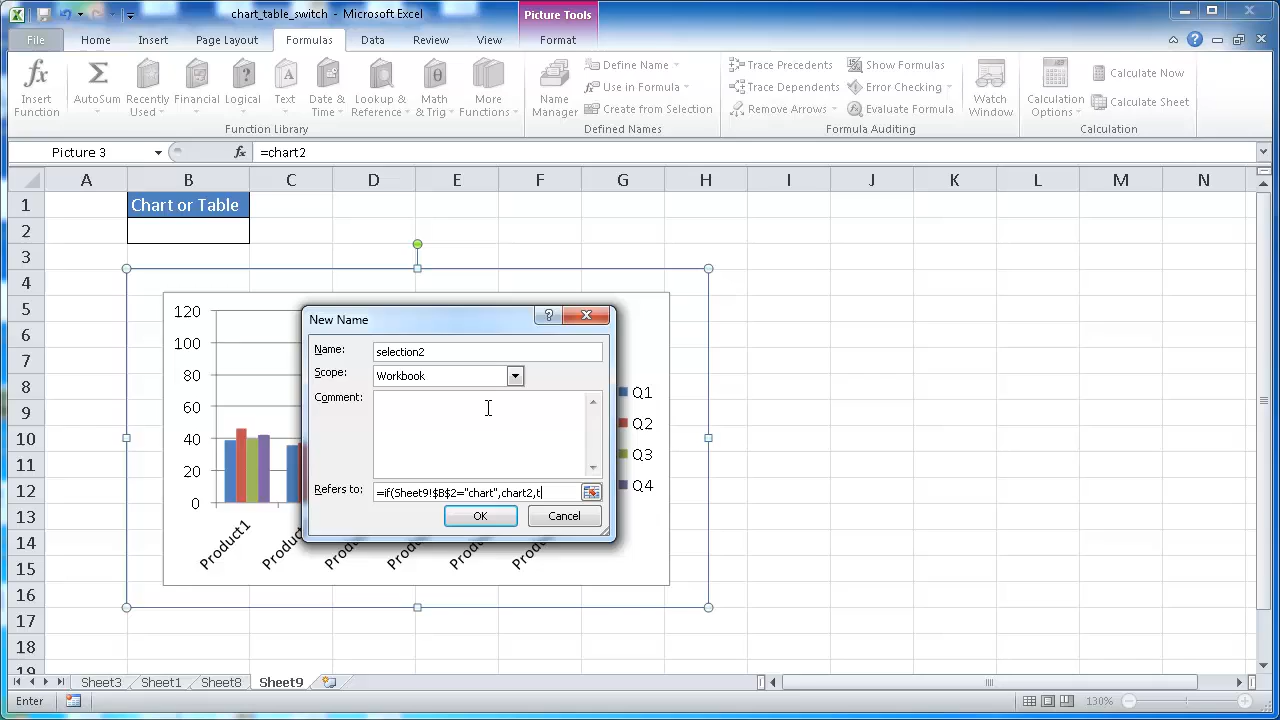 chart_table_switch - Microsoft Excel
Picture Tools
File Home Insert Page Layout Formulas Data Review View Format
Insert Function
AutoSum
Recently Used
Financial
Logical
Text
Date & Time
Lookup & Reference
Math & Trig
More Functions
Function Library
Name Manager
Define Name
Use in Formula
Create from Selection
Defined Names
Trace Precedents
Trace Dependents
Remove Arrows
Show Formulas
Error Checking
Evaluate Formula
Formula Auditing
Watch Window
Calculation Options
Calculate Now
Calculate Sheet
Calculation
Picture 3
fx
=chart2
A B C D E F G H I J K L M N
1
Chart or Table
2
3
4
5
6
7
8
9
10
11
12
13
14
15
16
17
18
19
120
100
80
60
40
20
0
Product1
Q1
Q2
Q3
Q4
New Name
Name: selection2
Scope: Workbook
Comment:
Refers to: =if(Sheet9!$B$2="chart",chart2,t
OK Cancel
Sheet3 Sheet1 Sheet8 Sheet9
Enter
130%